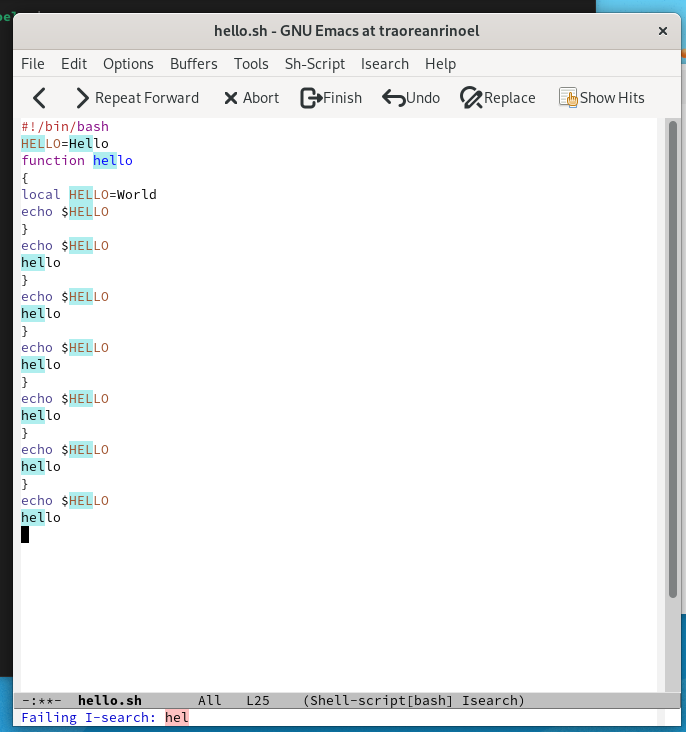 hello.sh - GNU Emacs at traoreanrinoel
File Edit Options Buffers Tools Sh-Script Isearch Help
Repeat Forward Abort Finish Undo Replace Show Hits
#!/bin/bash
HELLO=Hello
function hello
{
local HELLO=World
echo $HELLO
}
echo $HELLO
hello
}
echo $HELLO
hello
}
echo $HELLO
hello
}
echo $HELLO
hello
}
echo $HELLO
hello
}
echo $HELLO
hello
-:**- hello.sh All L25 (Shell-script[bash] Isearch)
Failing I-search: hel